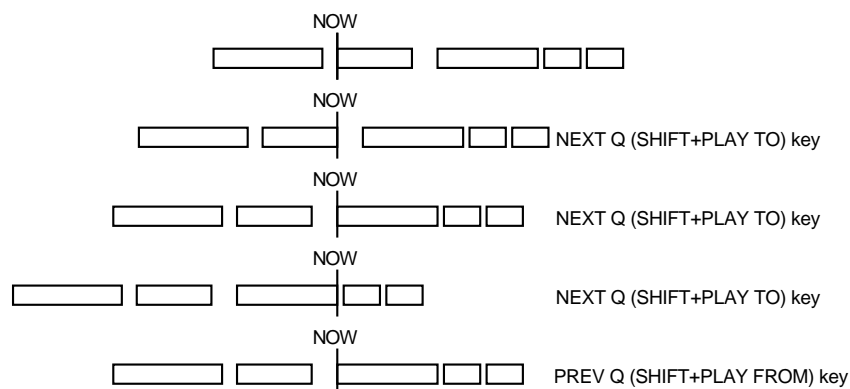 NOW
NOW
NEXT Q (SHIFT+PLAY TO) key
NOW
NEXT Q (SHIFT+PLAY TO) key
NOW
NEXT Q (SHIFT+PLAY TO) key
NOW
PREV Q (SHIFT+PLAY FROM) key